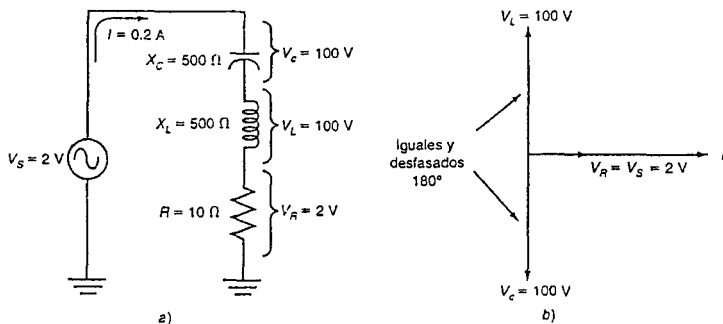 I = 0.2 A
X_C = 500 Ω
V_c = 100 V
X_L = 500 Ω
V_L = 100 V
V_S = 2 V
R = 10 Ω
V_R = 2 V
a)
V_L = 100 V
Iguales y
desfasados
180°
V_R = V_S = 2 V
V_c = 100 V
b)